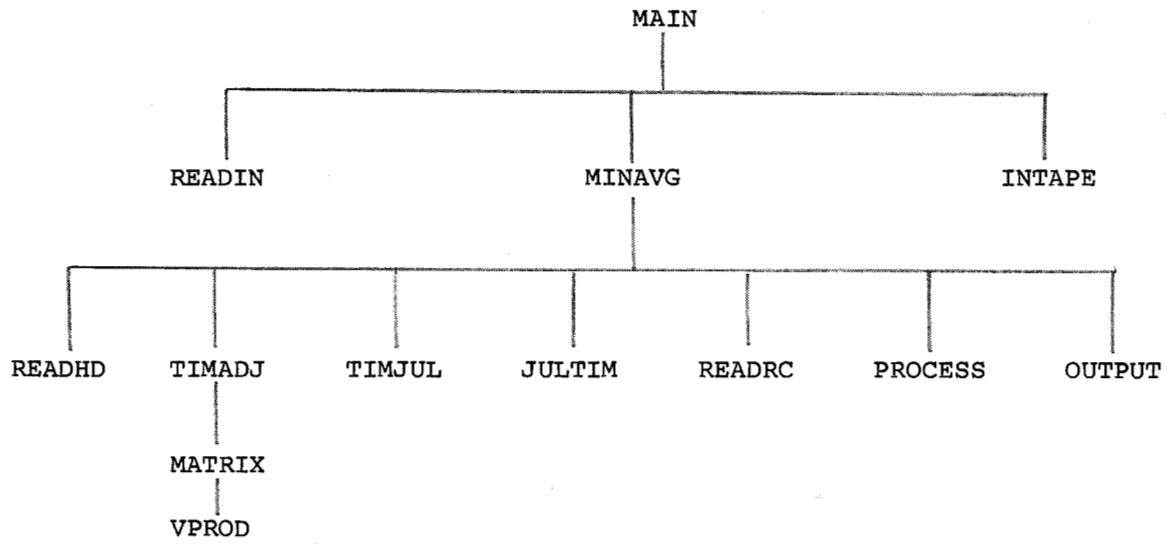 MAIN
READIN MINAVG INTAPE
READHD TIMADJ TIMJUL JULTIM READRC PROCESS OUTPUT
MATRIX
VPROD